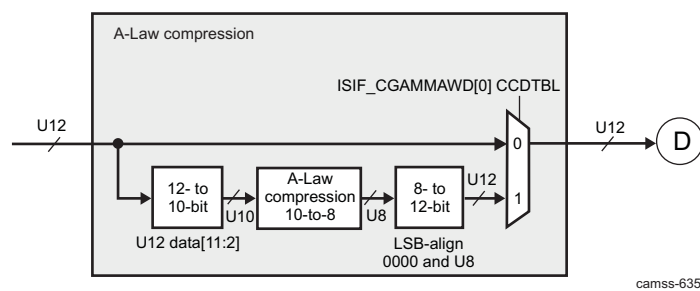 A-Law compression
ISIF_CGAMMAWD[0] CCDTBL
U12
0
U12
D
12- to
10-bit
U10
A-Law
compression
10-to-8
U8
8- to
12-bit
U12
1
U12 data[11:2]
LSB-align
0000 and U8
camss-635